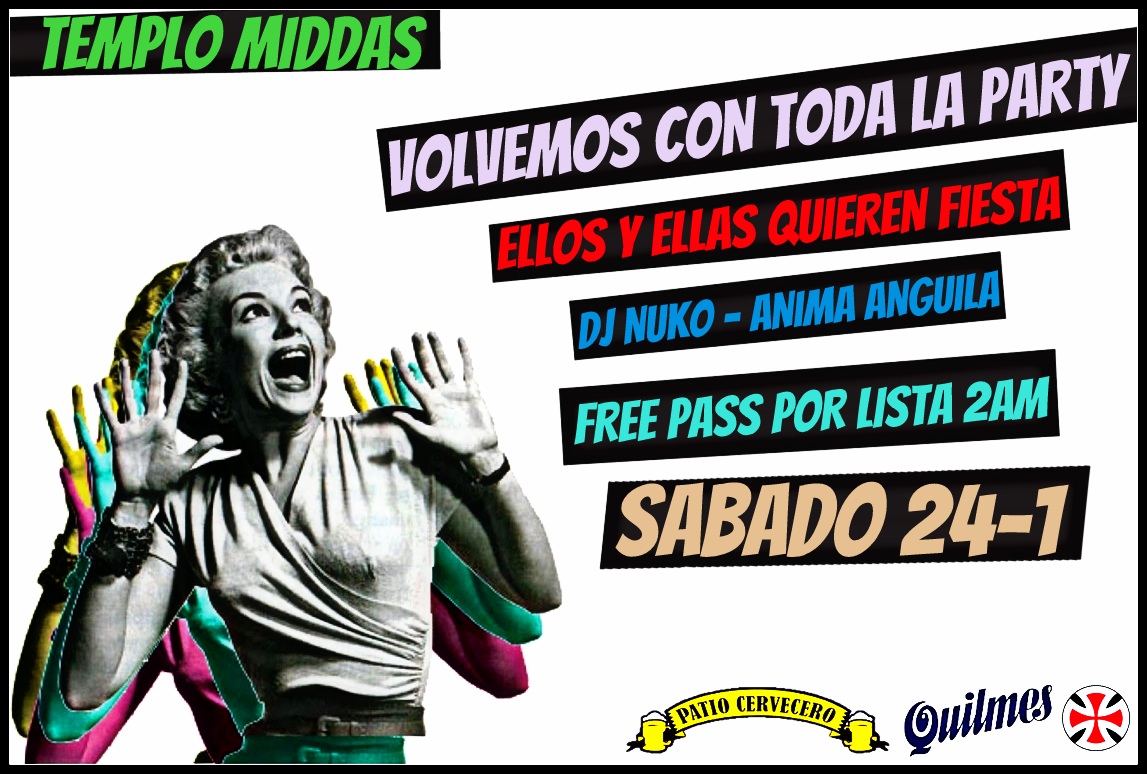 TEMPLO MIDDAS
VOLVEMOS CON TODA LA PARTY
ELLOS Y ELLAS QUIEREN FIESTA
DJ NUKO - ANIMA ANGUILA
FREE PASS POR LISTA 2AM
SABADO 24-1
PATIO CERVECERO
Quilmes